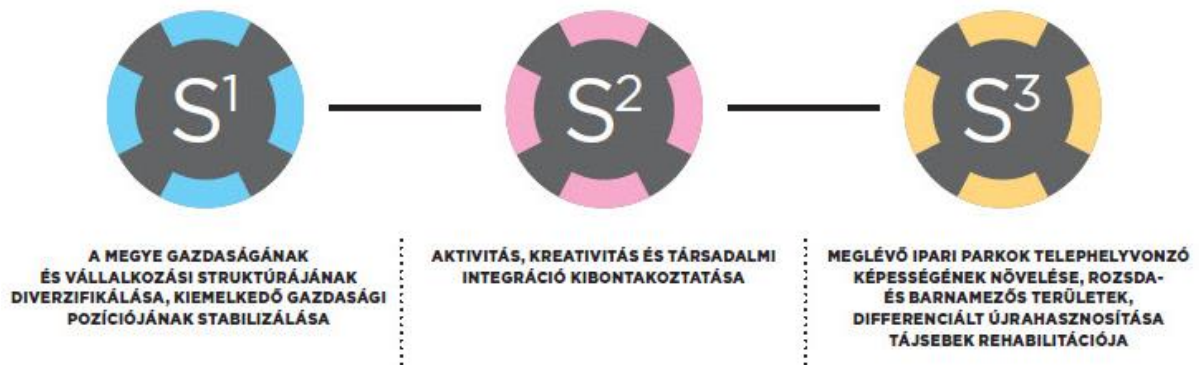 S¹
S²
S³
A MEGYE GAZDASÁGÁNAK
ÉS VÁLLALKOZÁSI STRUKTÚRÁJÁNAK
DIVERZIFIKÁLÁSA, KIEMELKEDŐ GAZDASÁGI
POZÍCIÓJÁNAK STABILIZÁLÁSA
AKTIVITÁS, KREATIVITÁS ÉS TÁRSADALMI
INTEGRÁCIÓ KIBONTAKOZTATÁSA
MEGLÉVŐ IPARI PARKOK TELEPHELYVONZÓ
KÉPESSÉGÉNEK NÖVELÉSE, ROZSDA-
ÉS BARNAMEZŐS TERÜLETEK,
DIFFERENCIÁLT ÚJRAHASZNOSÍTÁSA
TÁJSEBEK REHABILITÁCIÓJA